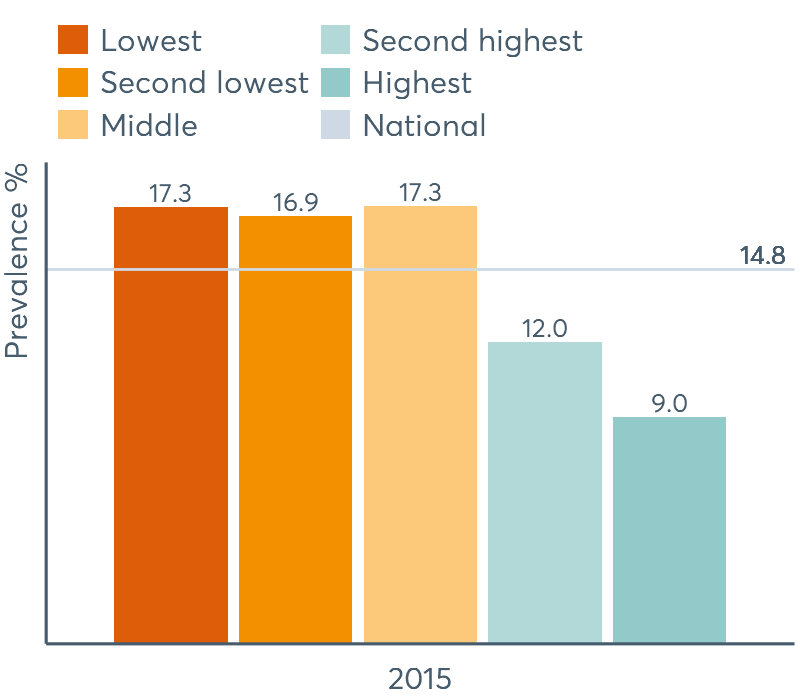 Lowest
Second lowest
Middle
Second highest
Highest
National
Prevalence %
17.3
16.9
17.3
12.0
9.0
14.8
2015